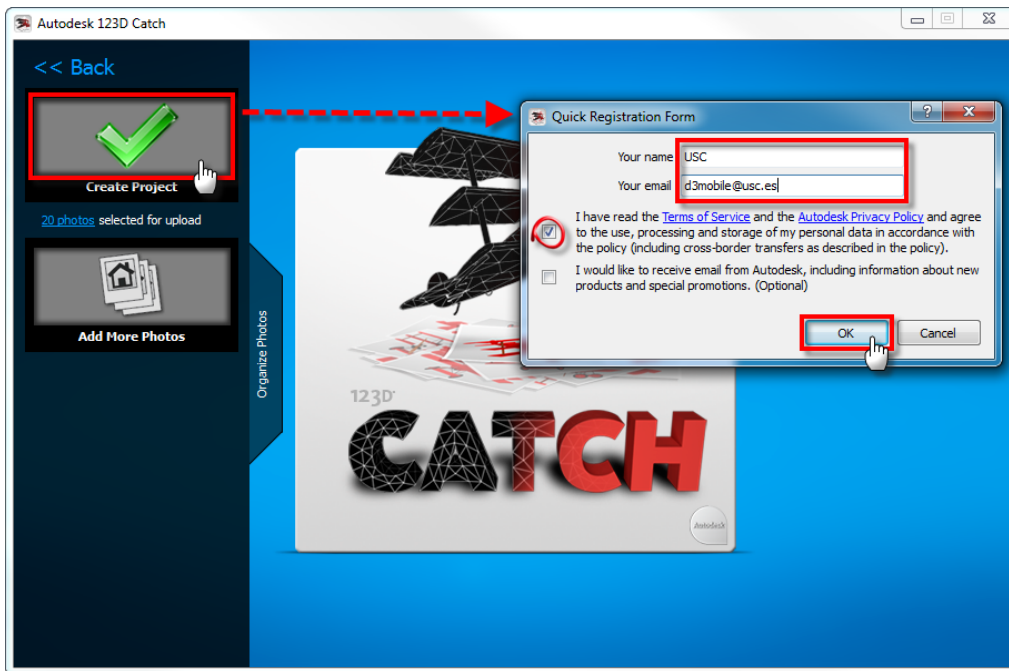 Autodesk 123D Catch
<< Back
Create Project
20 photos selected for upload
Add More Photos
Organize Photos
Quick Registration Form
Your name USC
Your email d3mobile@usc.es
I have read the Terms of Service and the Autodesk Privacy Policy and agree
to the use, processing and storage of my personal data in accordance with
the policy (including cross-border transfers as described in the policy).
I would like to receive email from Autodesk, including information about new
products and special promotions. (Optional)
OK
Cancel
123D®
CATCH
Autodesk